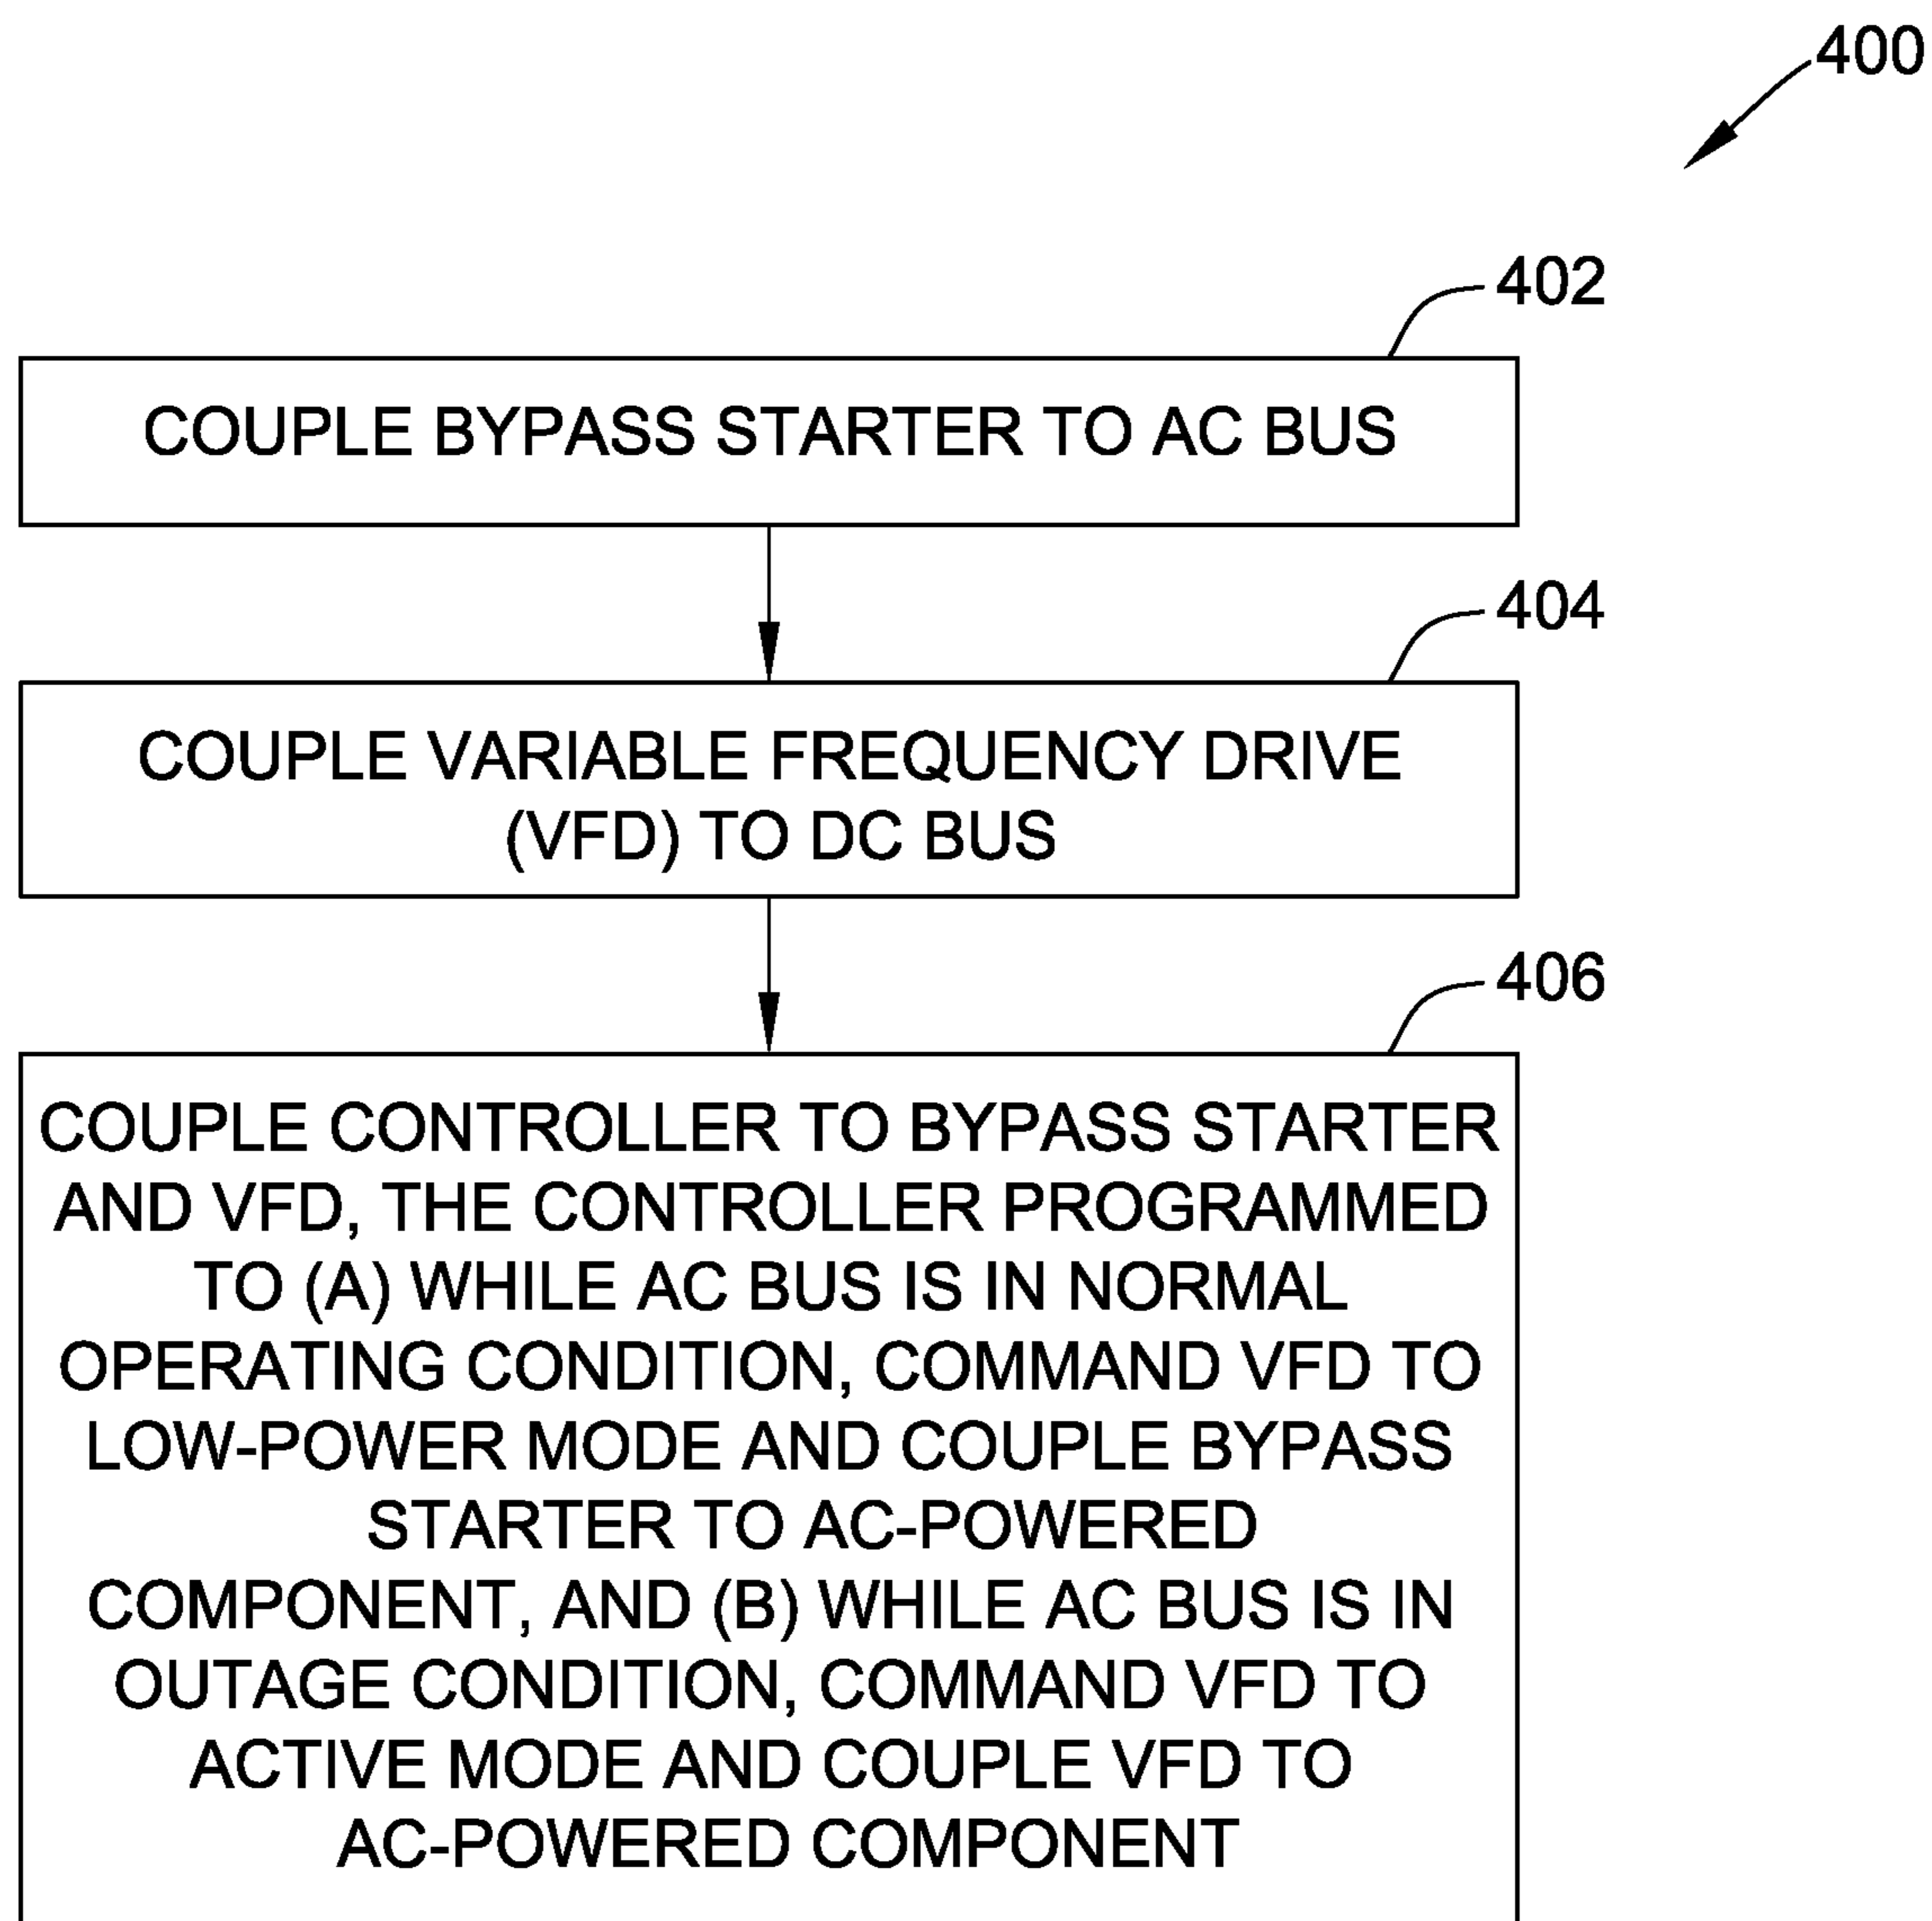 400
402
COUPLE BYPASS STARTER TO AC BUS
404
COUPLE VARIABLE FREQUENCY DRIVE
(VFD) TO DC BUS
406
COUPLE CONTROLLER TO BYPASS STARTER
AND VFD, THE CONTROLLER PROGRAMMED
TO (A) WHILE AC BUS IS IN NORMAL
OPERATING CONDITION, COMMAND VFD TO
LOW-POWER MODE AND COUPLE BYPASS
STARTER TO AC-POWERED
COMPONENT, AND (B) WHILE AC BUS IS IN
OUTAGE CONDITION, COMMAND VFD TO
ACTIVE MODE AND COUPLE VFD TO
AC-POWERED COMPONENT